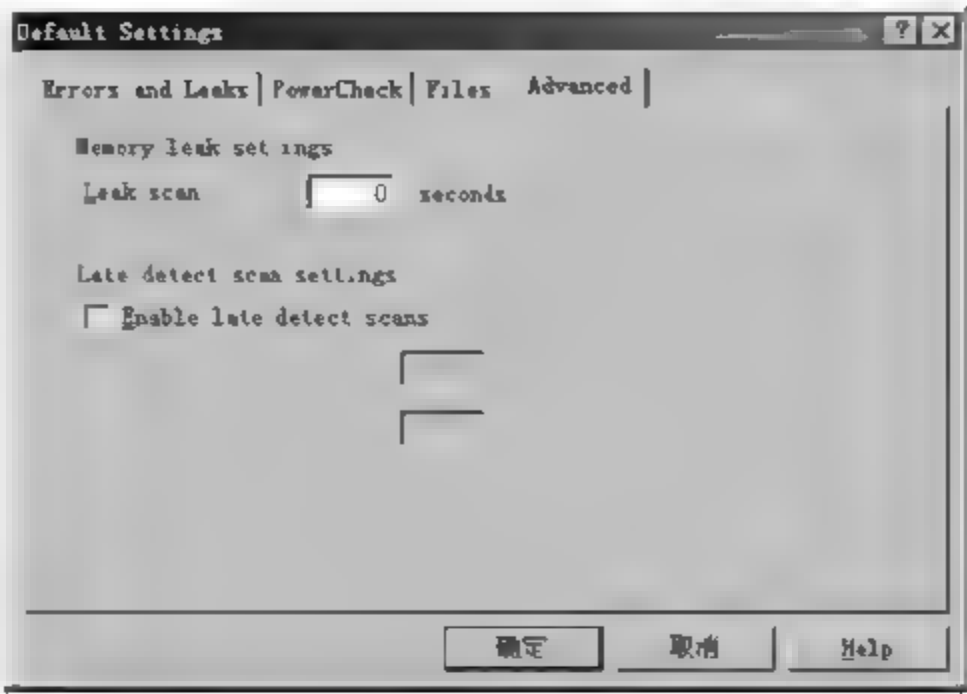 Default Settings
Errors and Leaks PowerCheck Files Advanced
Memory leak settings
Leak scan 0 seconds
Late detect scan settings
Enable late detect scans
确定 取消 Help